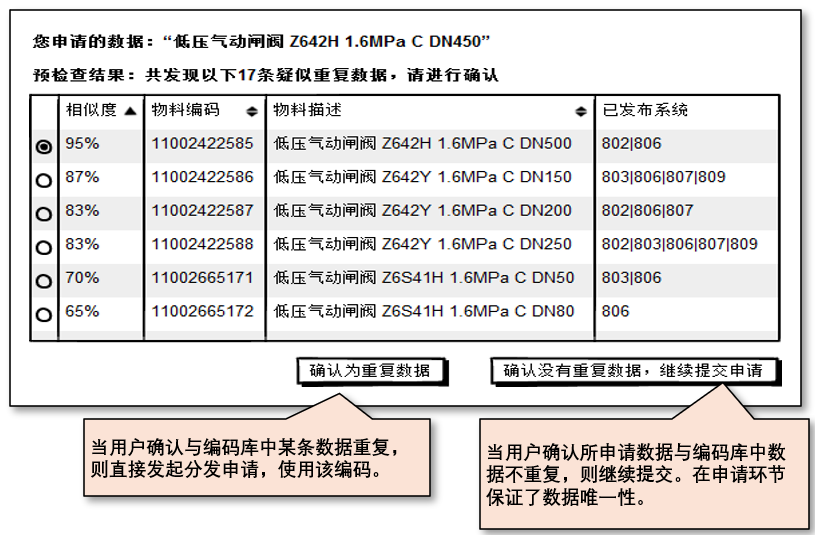 您申请的数据：“低压气动闸阀 Z642H 1.6MPa C DN450”
预检查结果：共发现以下17条疑似重复数据，请进行确认
相似度 物料编码 物料描述 已发布系统
95% 11002422585 低压气动闸阀 Z642H 1.6MPa C DN500 802|806
87% 11002422586 低压气动闸阀 Z642Y 1.6MPa C DN150 803|806|807|809
83% 11002422587 低压气动闸阀 Z642Y 1.6MPa C DN200 802|806|807
83% 11002422588 低压气动闸阀 Z642Y 1.6MPa C DN250 802|803|806|807|809
70% 11002665171 低压气动闸阀 Z6S41H 1.6MPa C DN50 803|806
65% 11002665172 低压气动闸阀 Z6S41H 1.6MPa C DN80 806
确认为重复数据 确认没有重复数据，继续提交申请
当用户确认与编码库中某条数据重复，
则直接发起分发申请，使用该编码。
当用户确认所申请数据与编码库中数
据不重复，则继续提交。在申请环节
保证了数据唯一性。